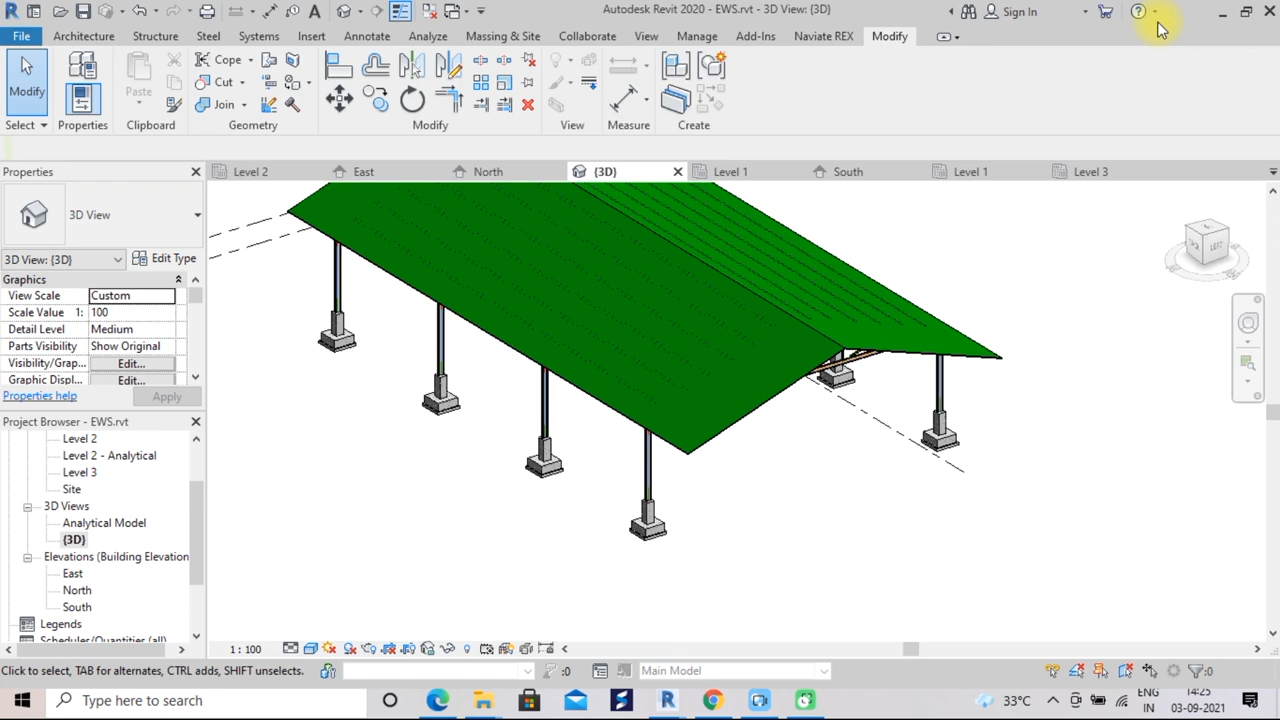 Autodesk Revit 2020 - EWS.rvt - 3D View: {3D}
Sign In
File
Architecture
Structure
Steel
Systems
Insert
Annotate
Analyze
Massing & Site
Collaborate
View
Manage
Add-Ins
Naviate REX
Modify
Modify
Properties
Paste
Cope
Cut
Join
Select
Properties
Clipboard
Geometry
Modify
View
Measure
Create
Properties
Level 2
East
North
{3D}
Level 1
South
Level 1
Level 3
3D View
3D View: {3D}
Edit Type
Graphics
View Scale
Custom
Scale Value 1:
100
Detail Level
Medium
Parts Visibility
Show Original
Visibility/Grap...
Edit...
Graphic Displ...
Edit...
Properties help
Apply
Project Browser - EWS.rvt
Level 2
Level 2 - Analytical
Level 3
Site
3D Views
Analytical Model
{3D}
Elevations (Building Elevation
East
North
South
Legends
Schedules/Quantities (all)
LEFT
1 : 100
Click to select, TAB for alternates, CTRL adds, SHIFT unselects.
:0
Main Model
:0
Type here to search
33°C
ENG
IN
14:25
03-09-2021